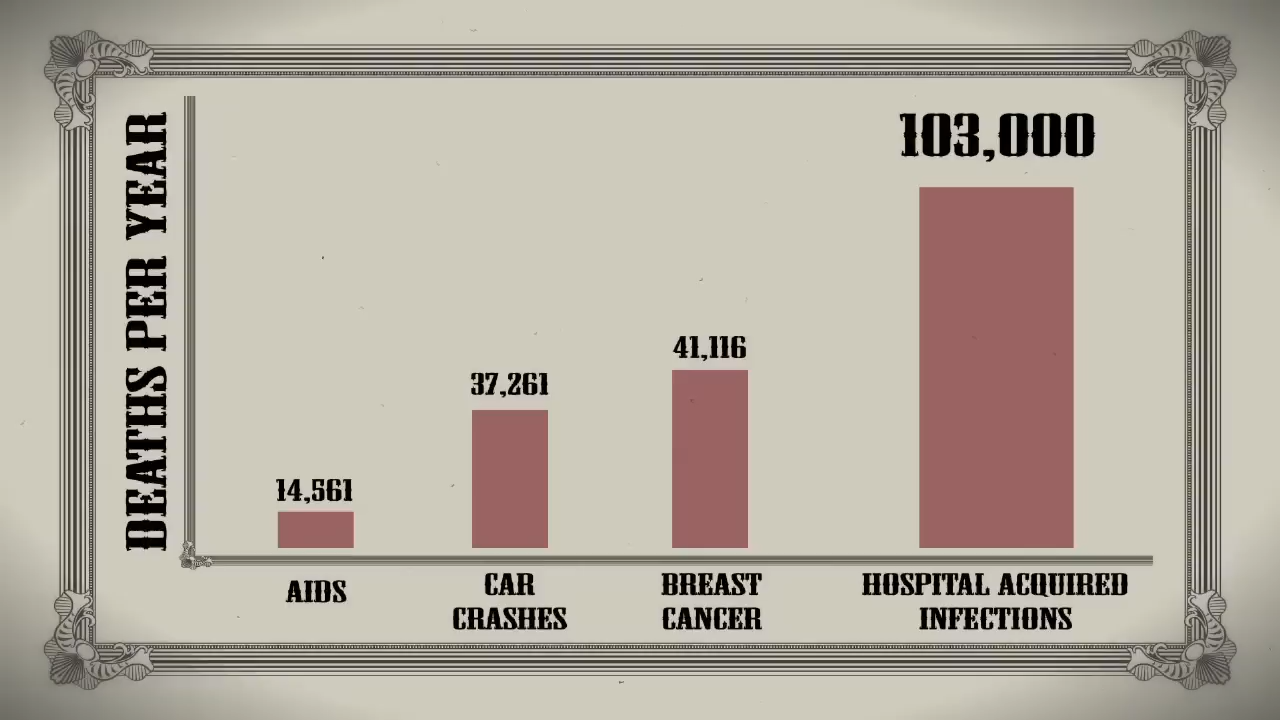 DEATHS PER YEAR
103,000
41,116
37,261
14,561
AIDS
CAR
CRASHES
BREAST
CANCER
HOSPITAL ACQUIRED
INFECTIONS